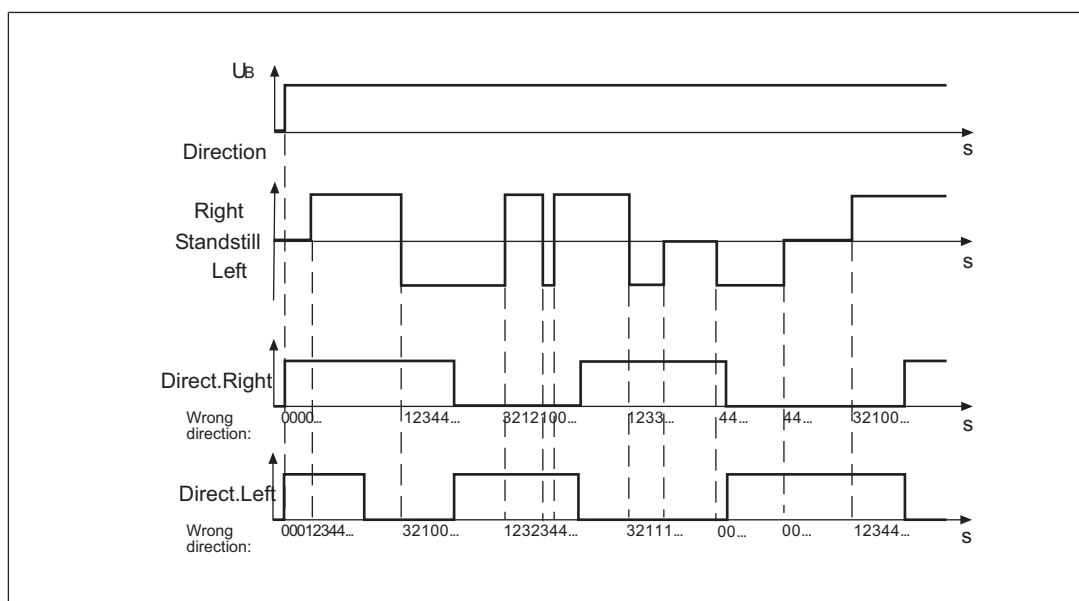 UB
s
Direction
Right
Standstill
Left
s
Direct.Right
Wrong direction:
0000... 12344... 3212100... 1233... 44... 44... 32100...
s
Direct.Left
Wrong direction:
00012344... 32100... 1232344... 32111... 00... 00... 12344...
s